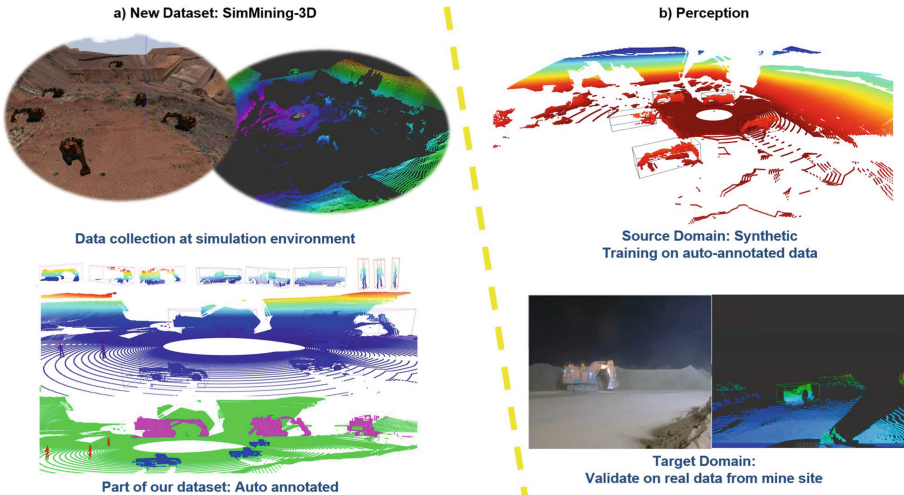 a) New Dataset: SimMining-3D
Data collection at simulation environment
Part of our dataset: Auto annotated
b) Perception
Source Domain: Synthetic
Training on auto-annotated data
Target Domain:
Validate on real data from mine site